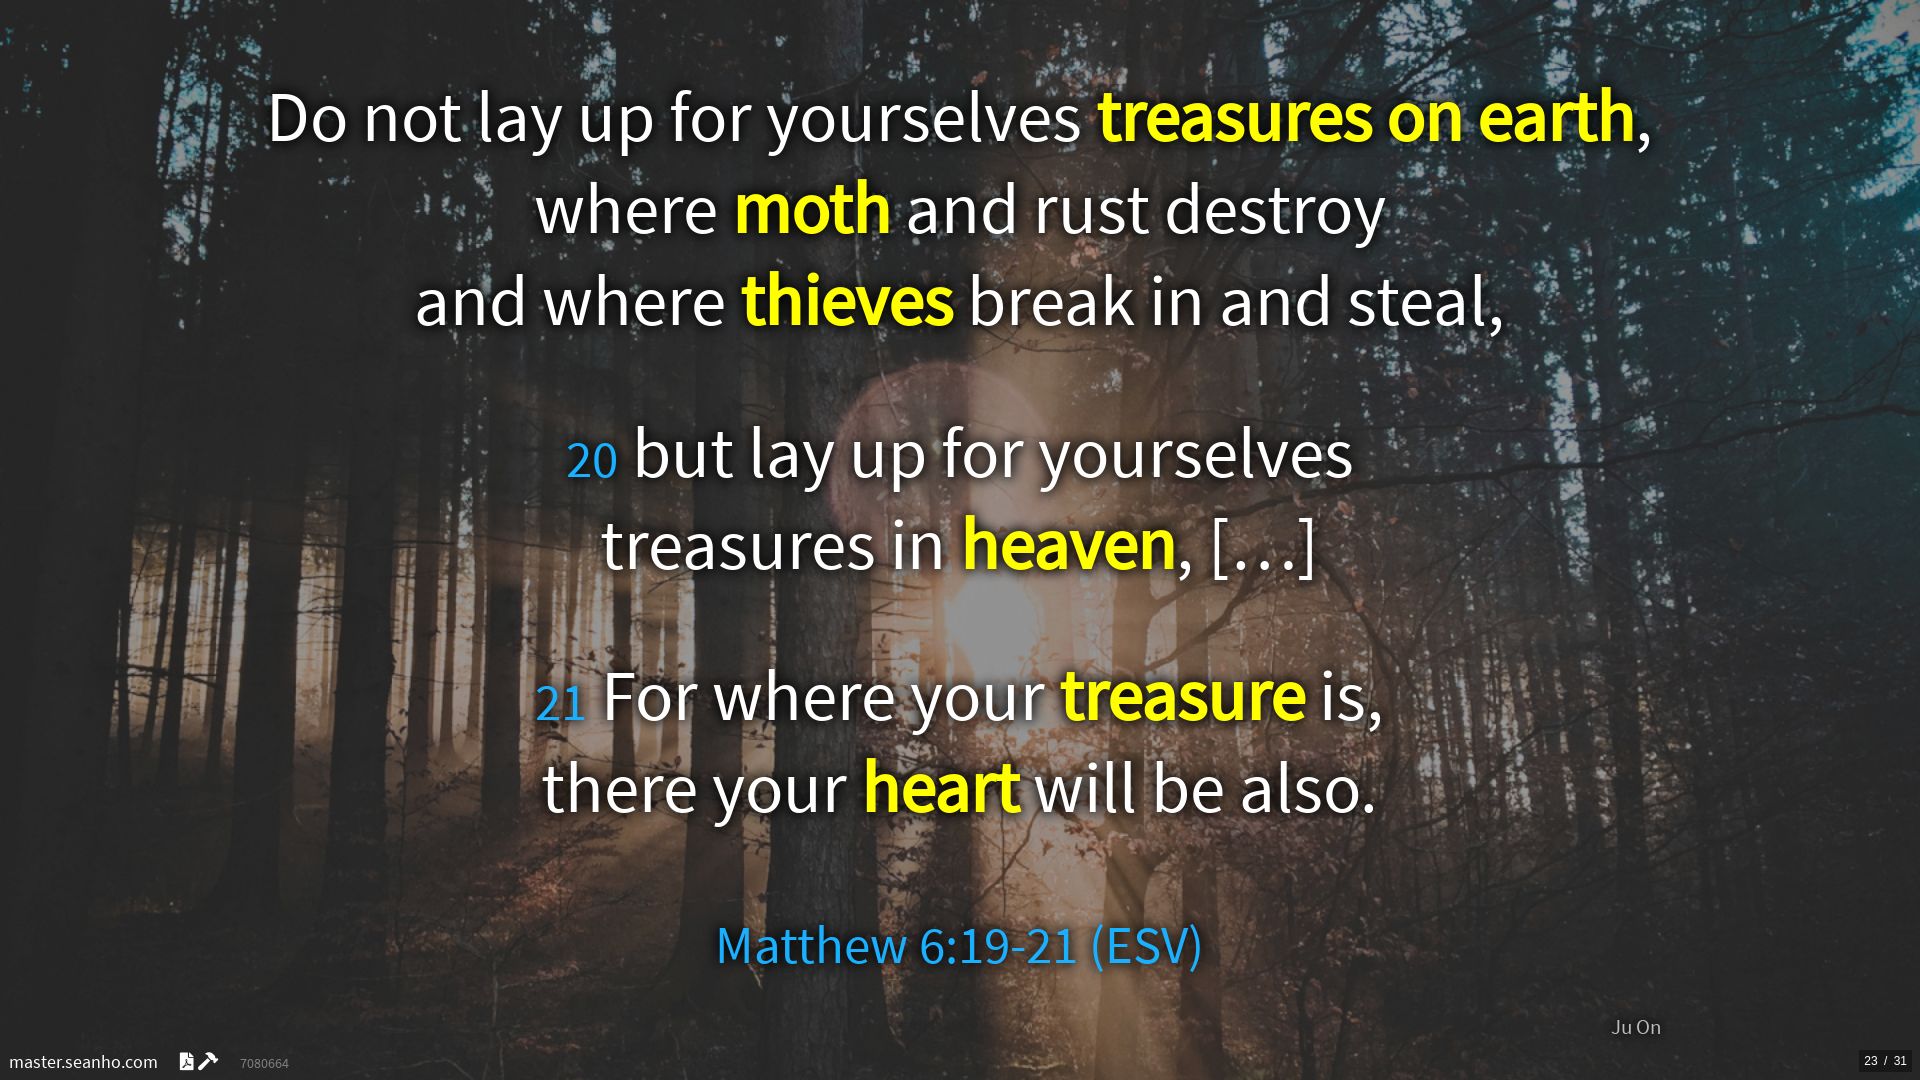 Do not lay up for yourselves treasures on earth,
where moth and rust destroy
and where thieves break in and steal,
20 but lay up for yourselves
treasures in heaven, […]
21 For where your treasure is,
there your heart will be also.
Matthew 6:19-21 (ESV)
Ju On
master.seanho.com 7080664
23 / 31